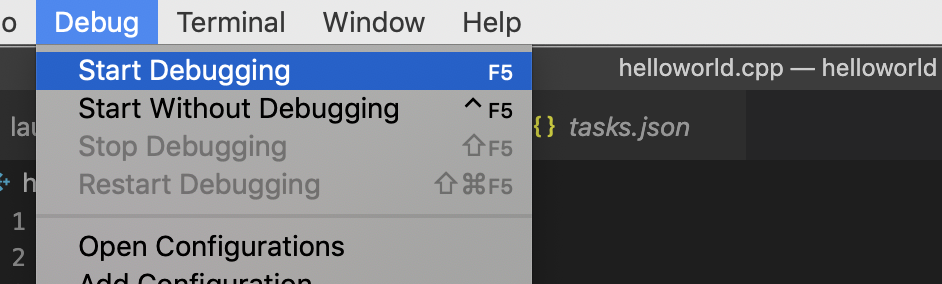 o Debug Terminal Window Help
Start Debugging F5
helloworld.cpp — helloworld
Start Without Debugging ^F5
{} tasks.json
Stop Debugging ⇧F5
Restart Debugging ⇧⌘F5
h
1
2
Open Configurations
Add Configuration